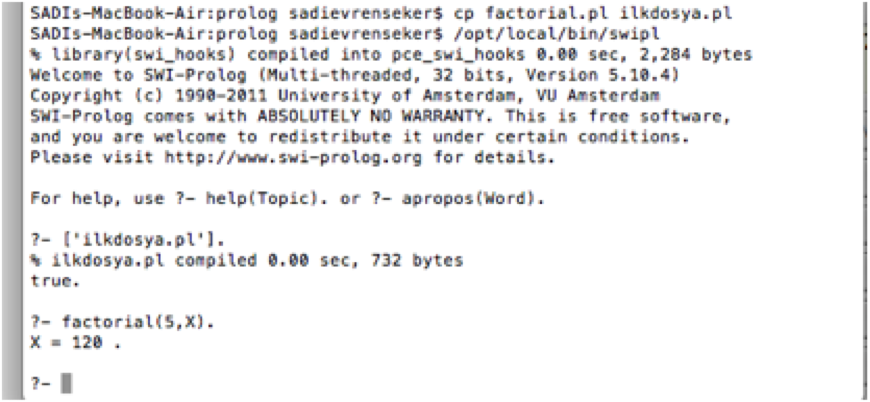 SADIs-MacBook-Air:prolog sadievrenseker$ cp factorial.pl ilkdosya.pl
SADIs-MacBook-Air:prolog sadievrenseker$ /opt/local/bin/swipl
% library(swi_hooks) compiled into pce_swi_hooks 0.00 sec, 2,284 bytes
Welcome to SWI-Prolog (Multi-threaded, 32 bits, Version 5.10.4)
Copyright (c) 1990-2011 University of Amsterdam, VU Amsterdam
SWI-Prolog comes with ABSOLUTELY NO WARRANTY. This is free software,
and you are welcome to redistribute it under certain conditions.
Please visit http://www.swi-prolog.org for details.
For help, use ?- help(Topic). or ?- apropos(Word).
?- ['ilkdosya.pl'].
% ilkdosya.pl compiled 0.00 sec, 732 bytes
true.
?- factorial(5,X).
X = 120 .
?-